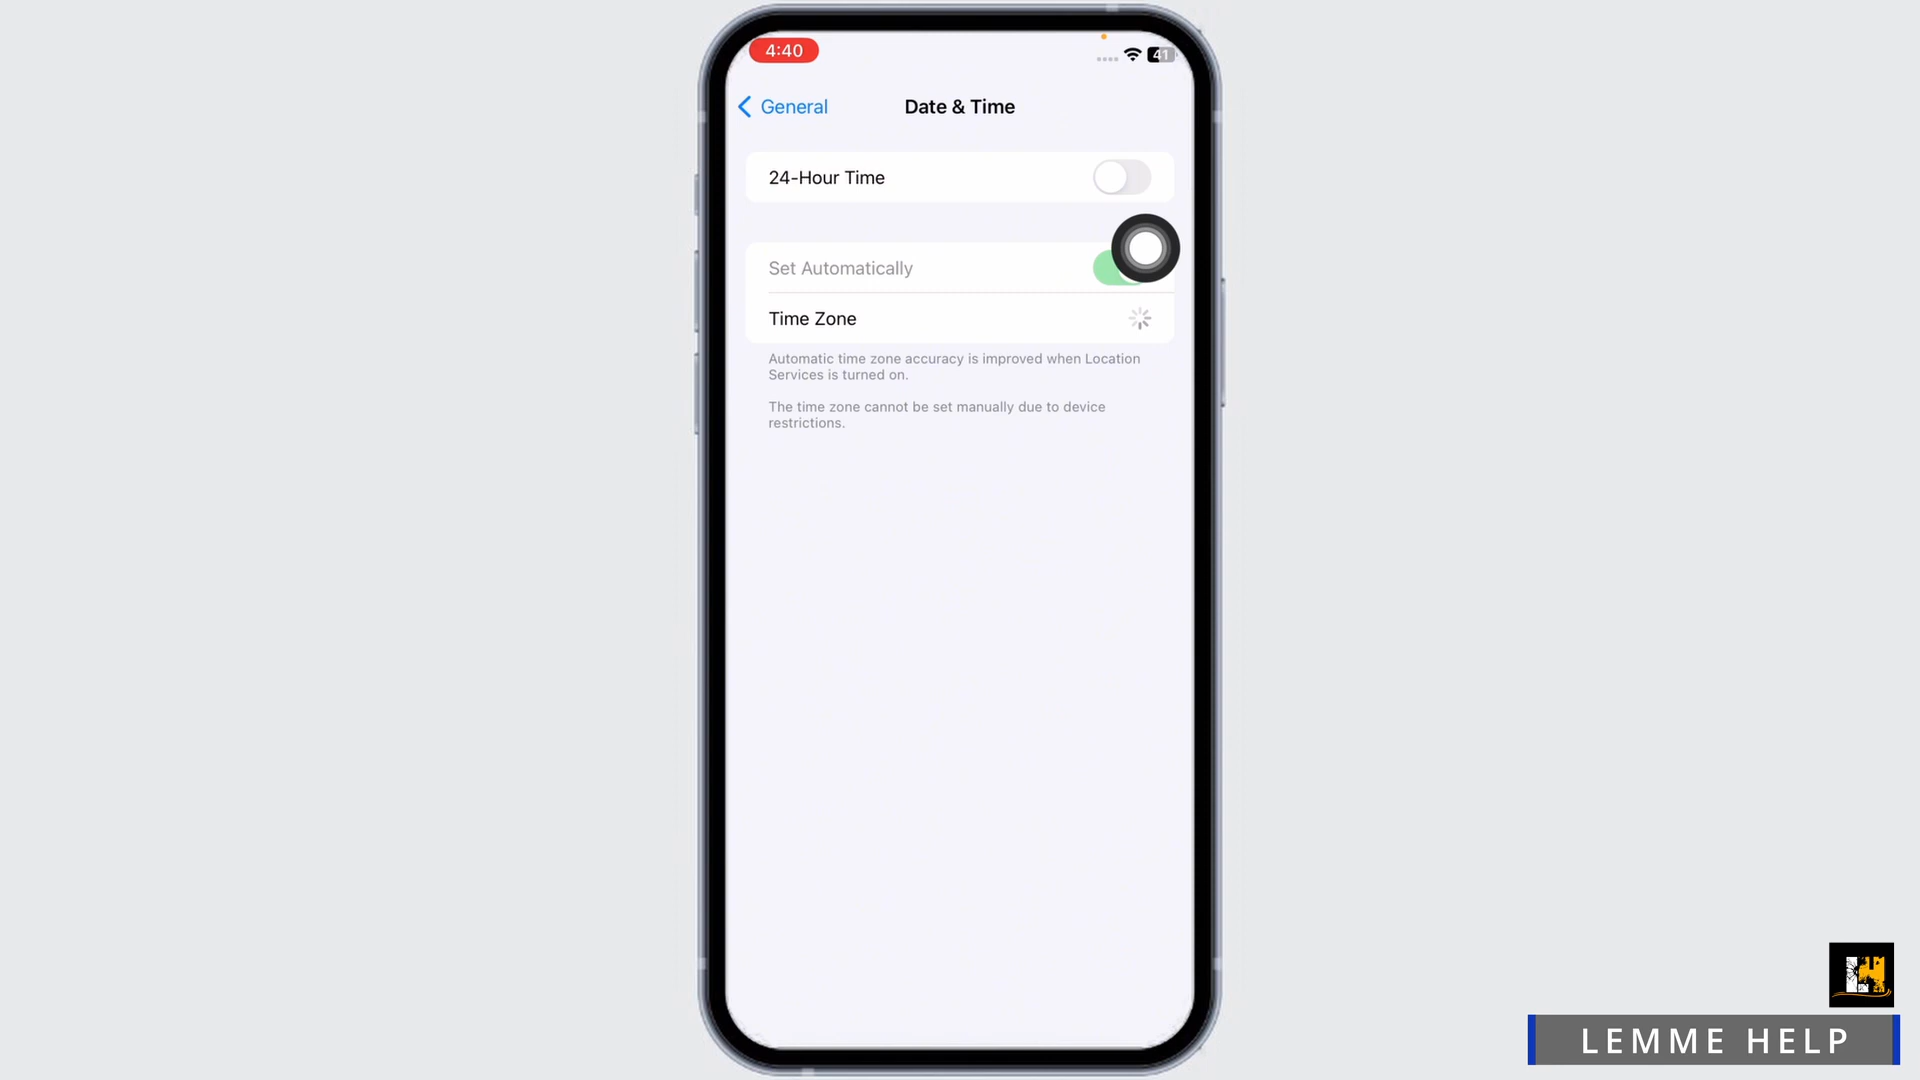 4:40
41
General
Date & Time
24-Hour Time
Set Automatically
Time Zone
Automatic time zone accuracy is improved when Location
Services is turned on.
The time zone cannot be set manually due to device
restrictions.
LEMME HELP